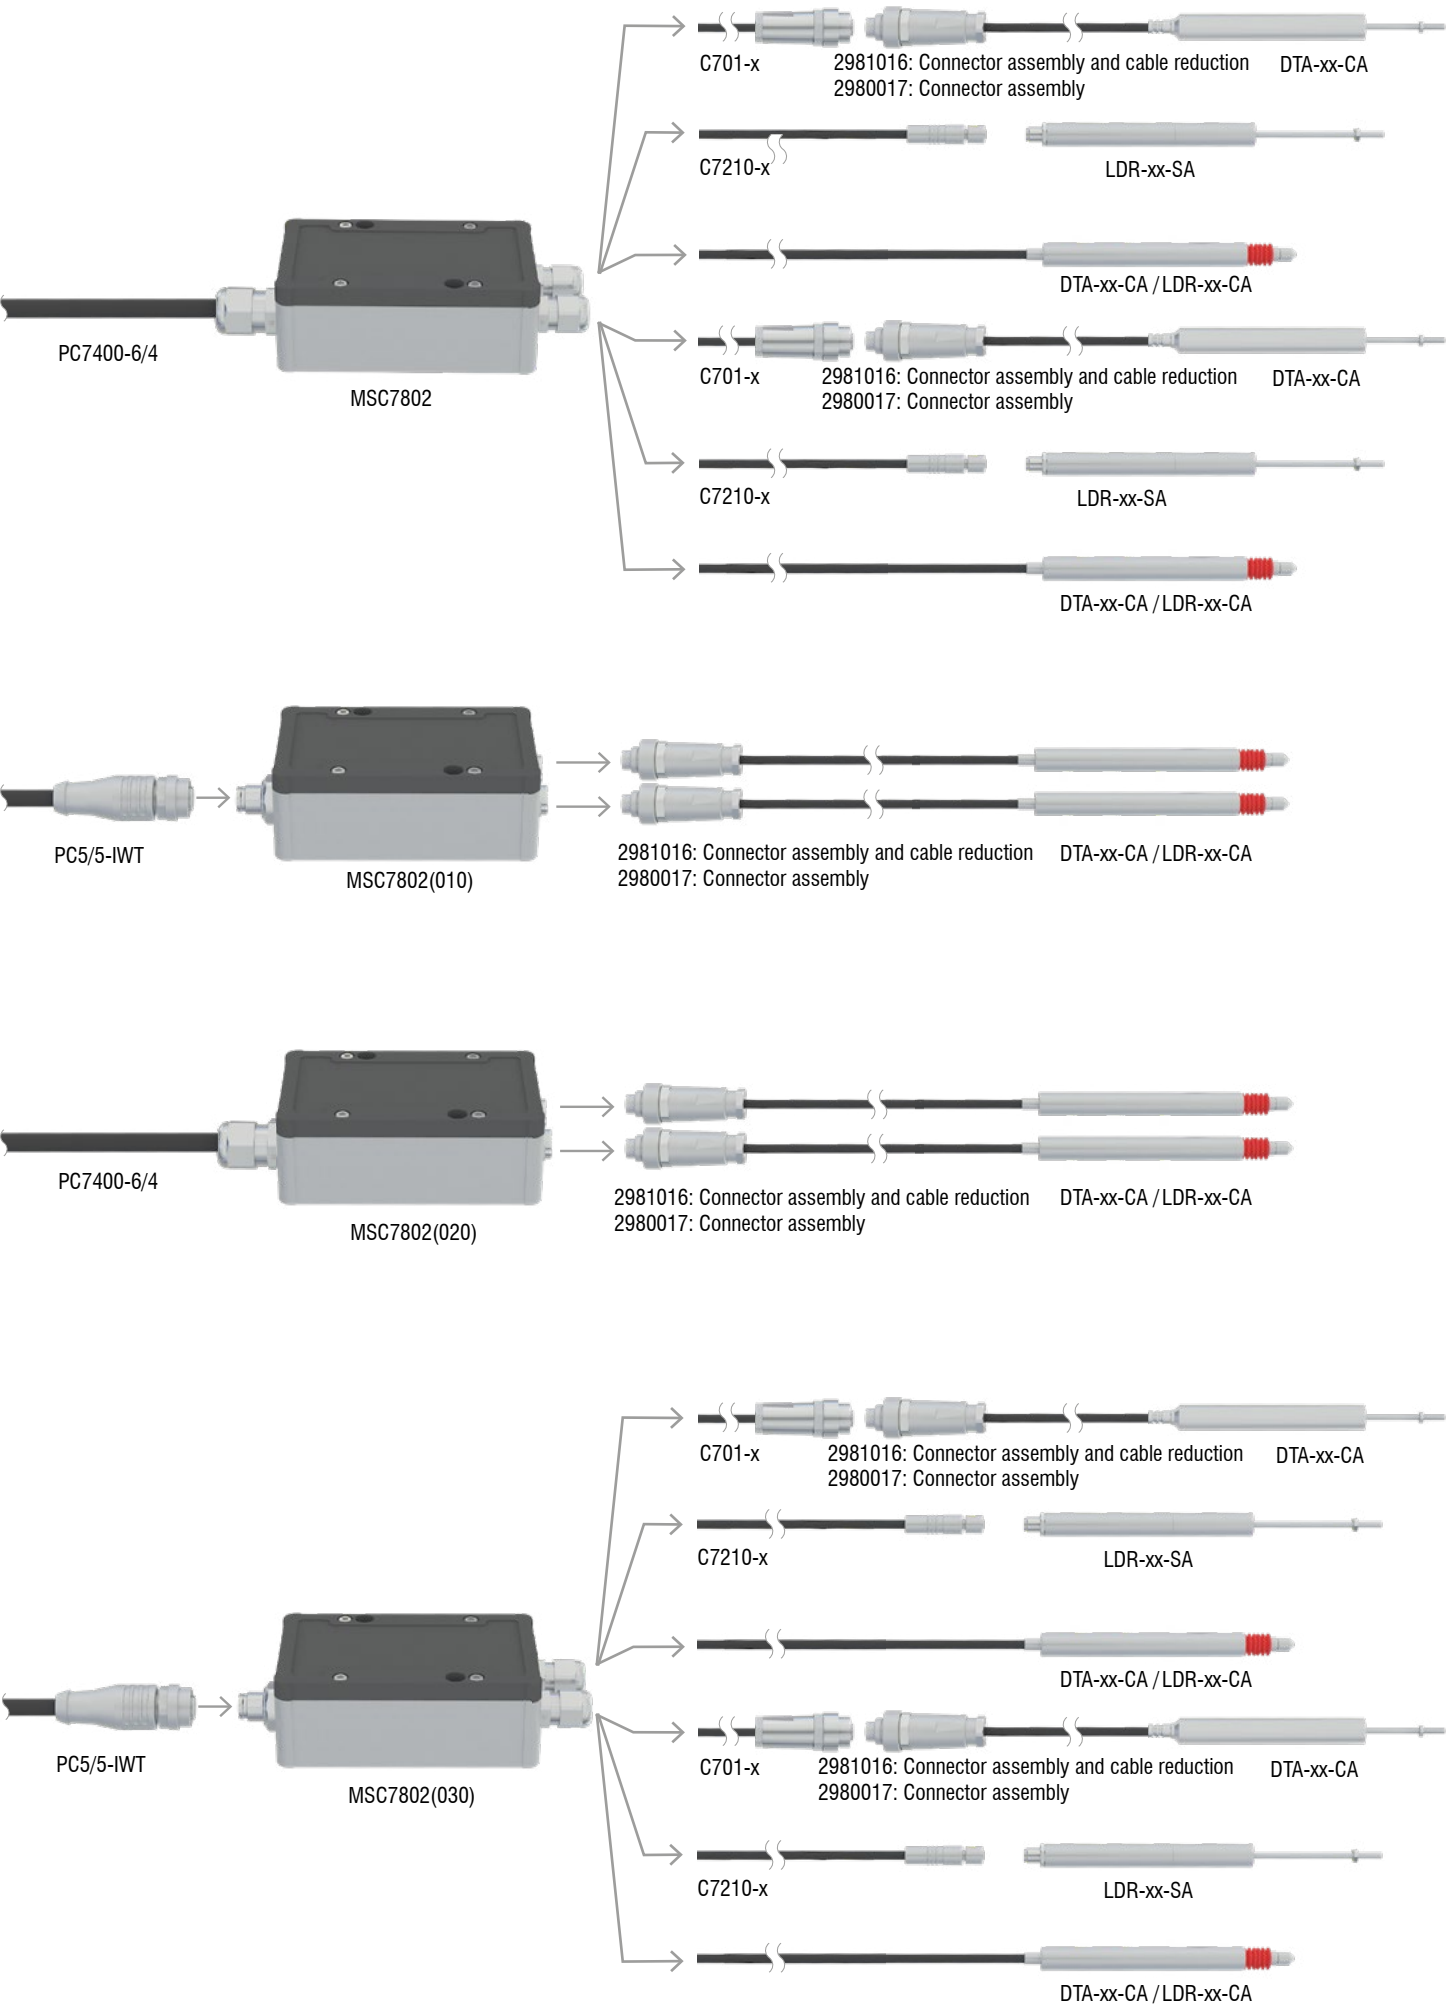 C701-x
2981016: Connector assembly and cable reduction
2980017: Connector assembly
DTA-xx-CA
C7210-x
LDR-xx-SA
DTA-xx-CA / LDR-xx-CA
PC7400-6/4
MSC7802
C701-x
2981016: Connector assembly and cable reduction
2980017: Connector assembly
DTA-xx-CA
C7210-x
LDR-xx-SA
DTA-xx-CA / LDR-xx-CA
PC5/5-IWT
MSC7802(010)
2981016: Connector assembly and cable reduction
2980017: Connector assembly
DTA-xx-CA / LDR-xx-CA
PC7400-6/4
MSC7802(020)
2981016: Connector assembly and cable reduction
2980017: Connector assembly
DTA-xx-CA / LDR-xx-CA
C701-x
2981016: Connector assembly and cable reduction
2980017: Connector assembly
DTA-xx-CA
C7210-x
LDR-xx-SA
DTA-xx-CA / LDR-xx-CA
PC5/5-IWT
MSC7802(030)
C701-x
2981016: Connector assembly and cable reduction
2980017: Connector assembly
DTA-xx-CA
C7210-x
LDR-xx-SA
DTA-xx-CA / LDR-xx-CA